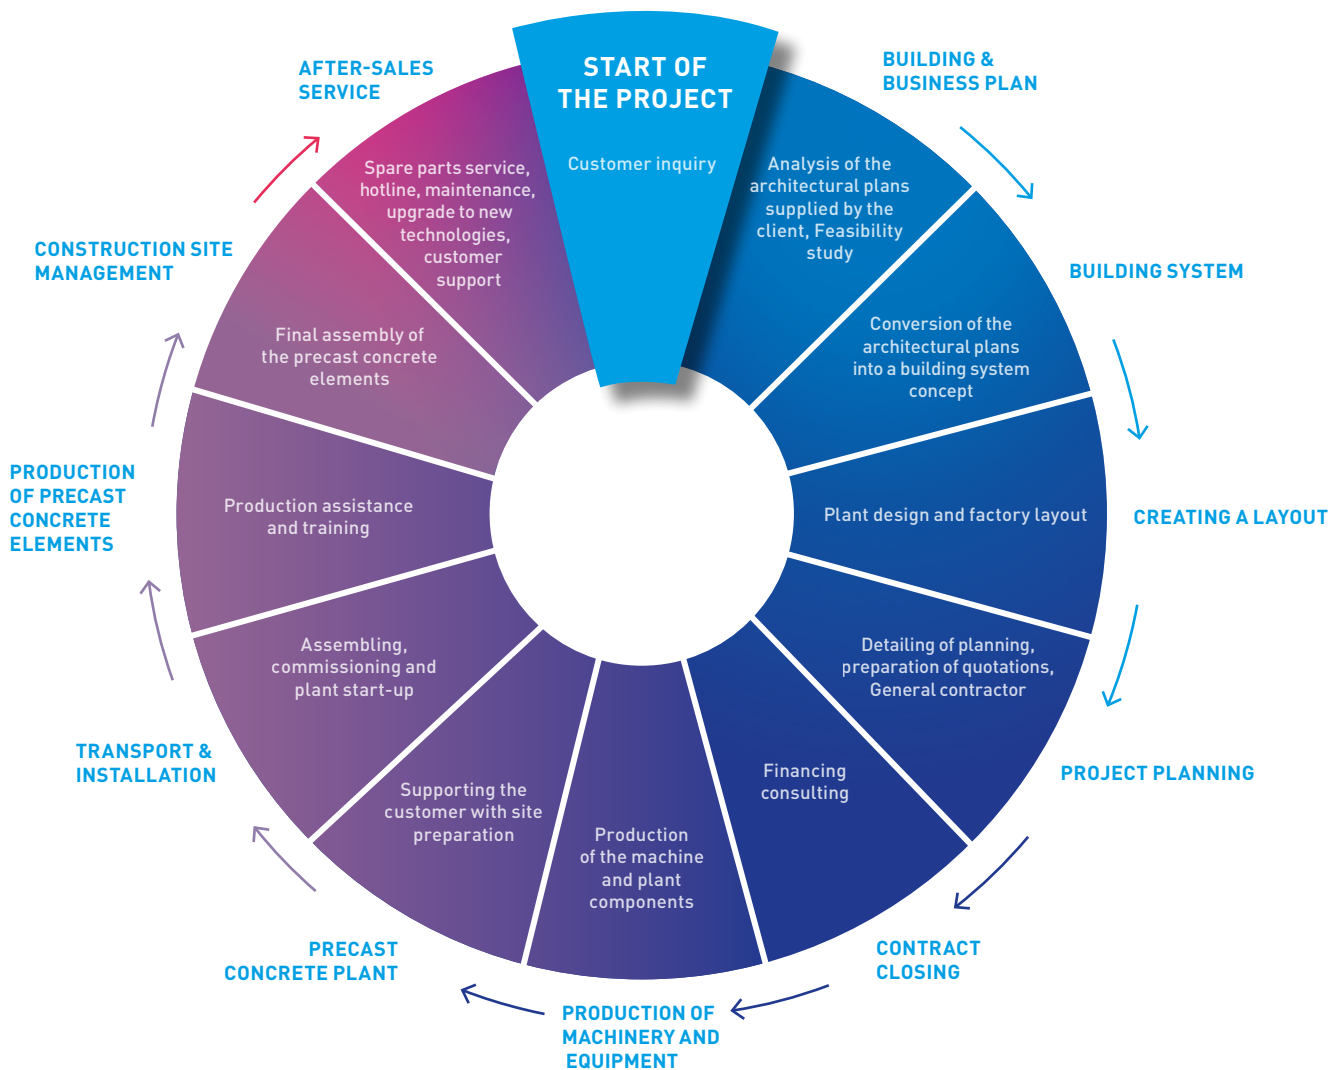 START OF
THE PROJECT
Customer inquiry
BUILDING &
BUSINESS PLAN
Analysis of the
architectural plans
supplied by the
client, Feasibility
study
BUILDING SYSTEM
Conversion of the
architectural plans
into a building system
concept
CREATING A LAYOUT
Plant design and factory layout
PROJECT PLANNING
Detailing of planning,
preparation of quotations,
General contractor
CONTRACT
CLOSING
Financing
consulting
PRODUCTION OF
MACHINERY AND
EQUIPMENT
Production
of the machine
and plant
components
PRECAST
CONCRETE PLANT
Supporting the
customer with site
preparation
TRANSPORT &
INSTALLATION
Assembling,
commissioning and
plant start-up
PRODUCTION
OF PRECAST
CONCRETE
ELEMENTS
Production assistance
and training
CONSTRUCTION SITE
MANAGEMENT
Final assembly of
the precast concrete
elements
AFTER-SALES
SERVICE
Spare parts service,
hotline, maintenance,
upgrade to new
technologies,
customer
support